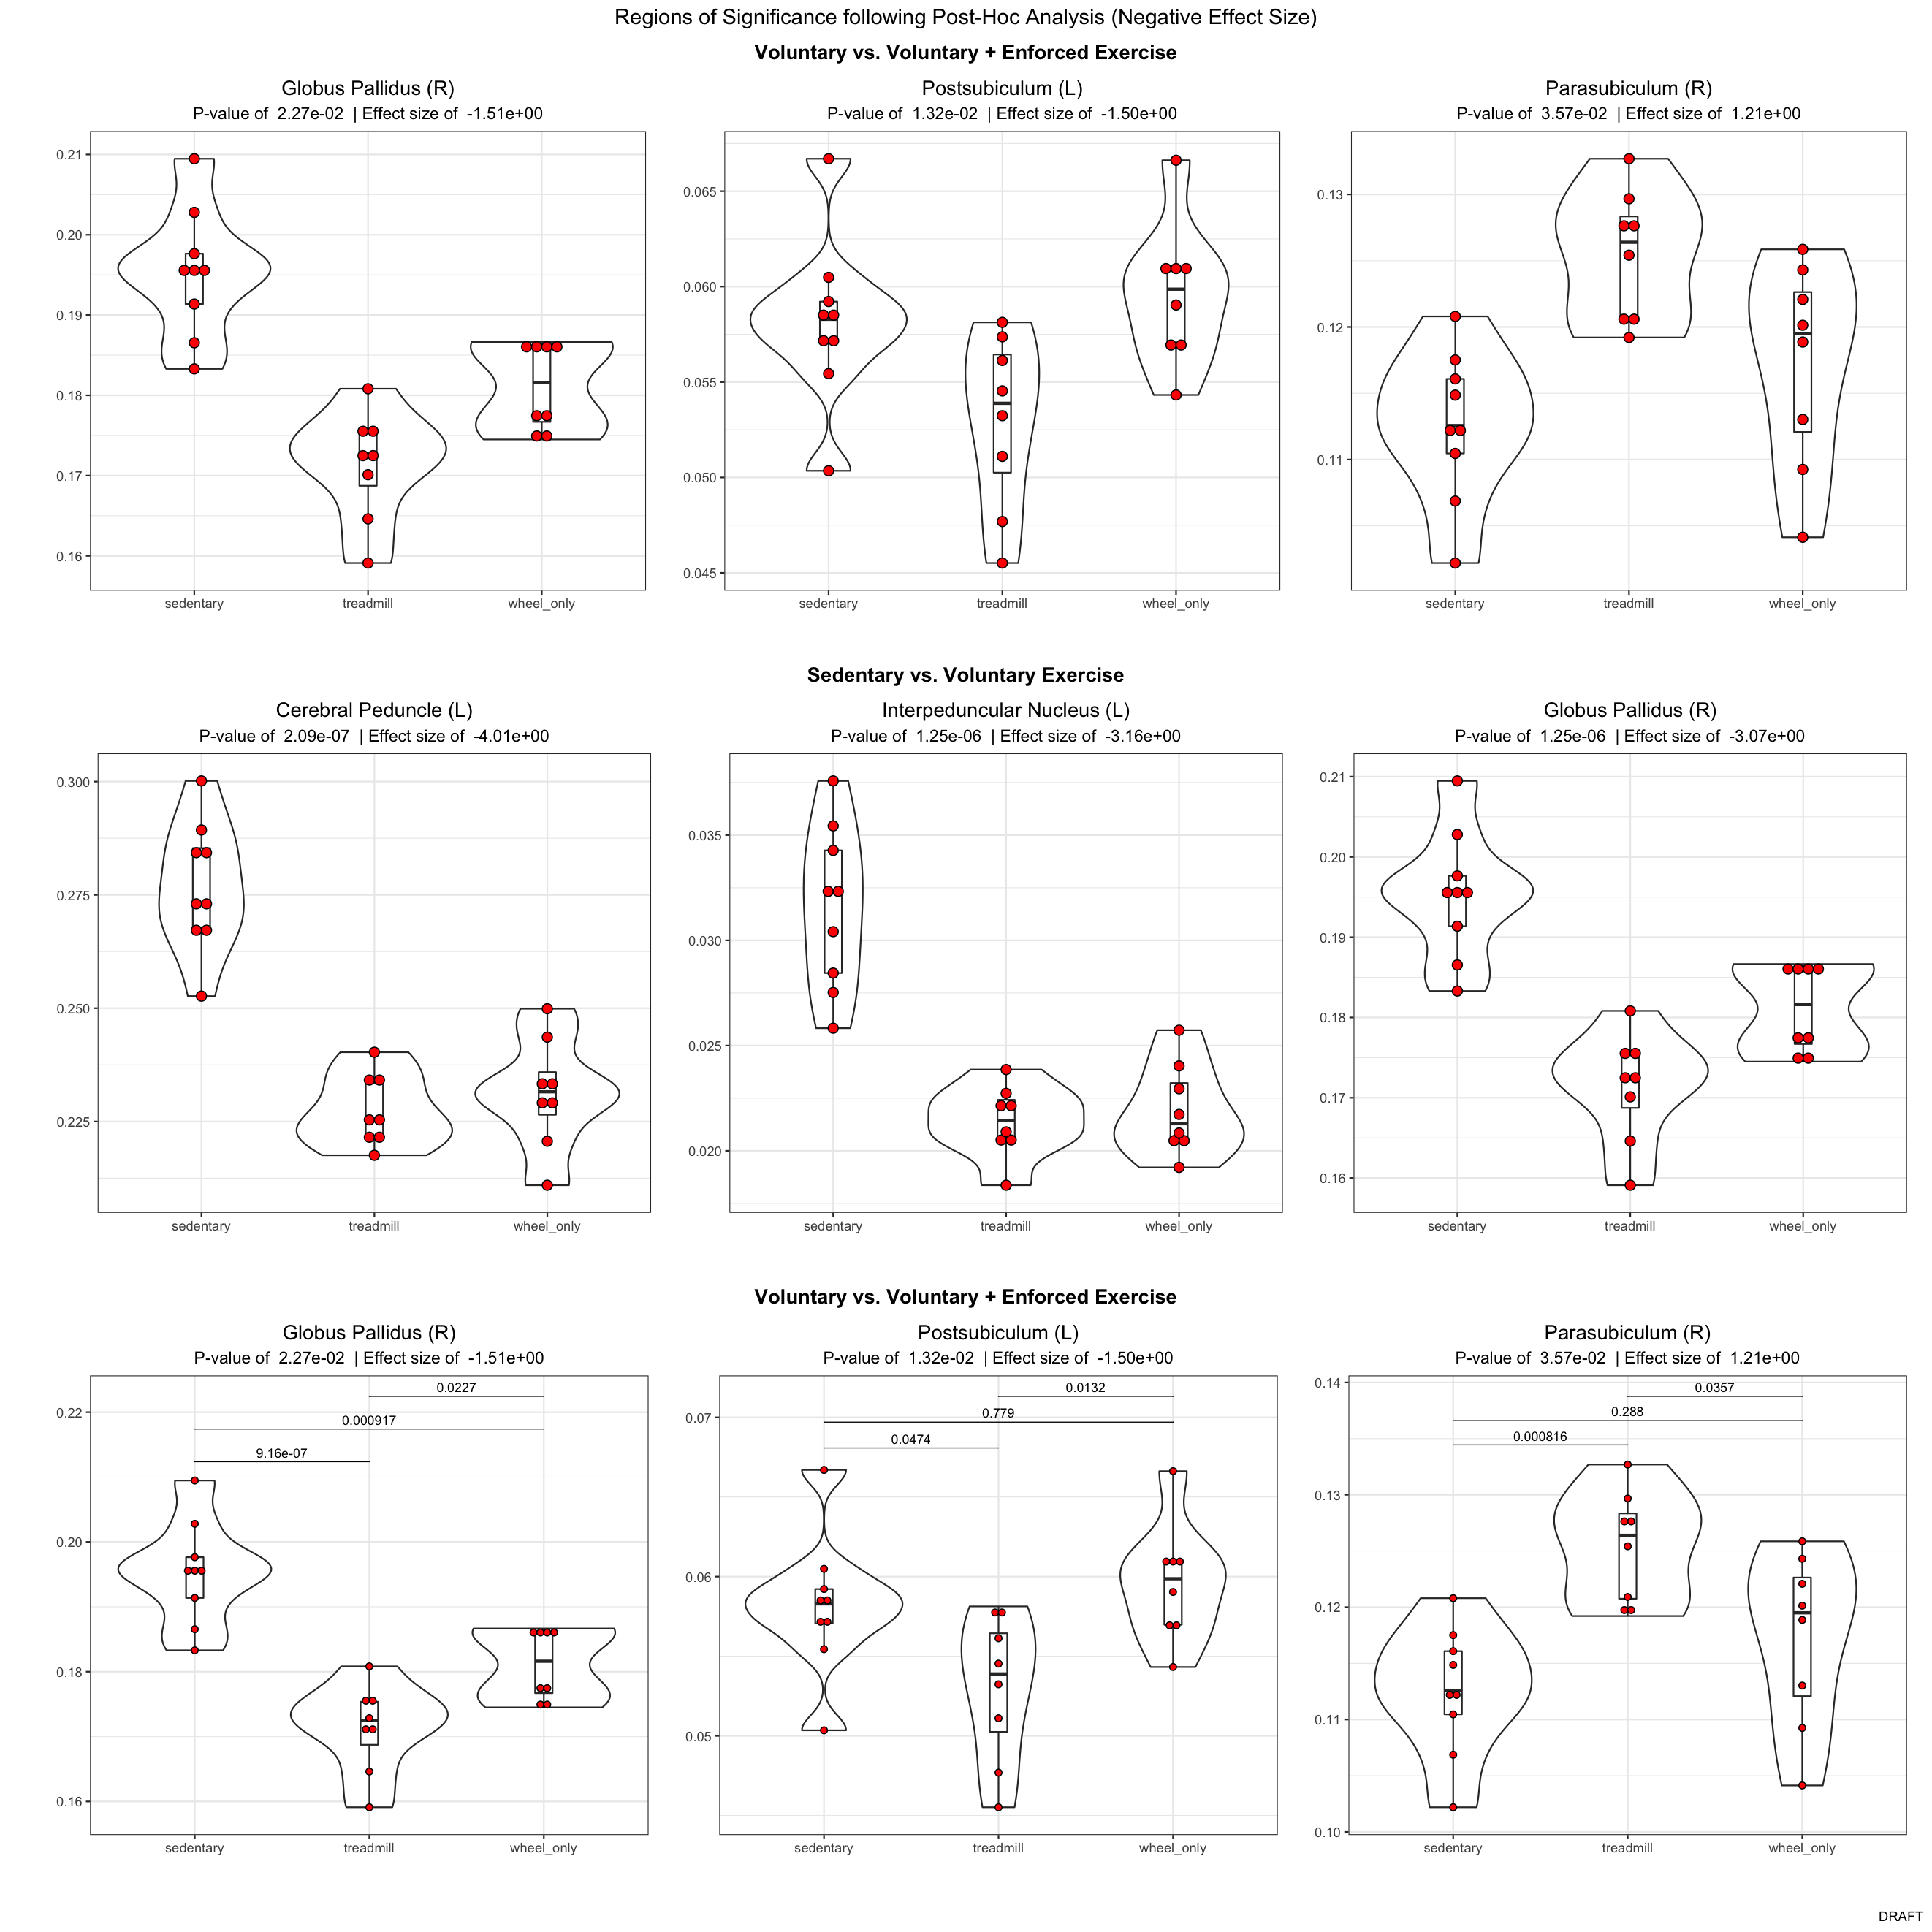 Regions of Significance following Post-Hoc Analysis (Negative Effect Size)
Voluntary vs. Voluntary + Enforced Exercise
Globus Pallidus (R)
P-value of 2.27e-02 | Effect size of -1.51e+00
0.21
0.20
0.19
0.18
0.17
0.16
sedentary treadmill wheel_only
Postsubiculum (L)
P-value of 1.32e-02 | Effect size of -1.50e+00
0.065
0.060
0.055
0.050
0.045
sedentary treadmill wheel_only
Parasubiculum (R)
P-value of 3.57e-02 | Effect size of 1.21e+00
0.13
0.12
0.11
sedentary treadmill wheel_only
Sedentary vs. Voluntary Exercise
Cerebral Peduncle (L)
P-value of 2.09e-07 | Effect size of -4.01e+00
0.300
0.275
0.250
0.225
sedentary treadmill wheel_only
Interpeduncular Nucleus (L)
P-value of 1.25e-06 | Effect size of -3.16e+00
0.035
0.030
0.025
0.020
sedentary treadmill wheel_only
Globus Pallidus (R)
P-value of 1.25e-06 | Effect size of -3.07e+00
0.21
0.20
0.19
0.18
0.17
0.16
sedentary treadmill wheel_only
Voluntary vs. Voluntary + Enforced Exercise
Globus Pallidus (R)
P-value of 2.27e-02 | Effect size of -1.51e+00
0.0227
0.000917
9.16e-07
0.22
0.20
0.18
0.16
sedentary treadmill wheel_only
Postsubiculum (L)
P-value of 1.32e-02 | Effect size of -1.50e+00
0.0132
0.779
0.0474
0.07
0.06
0.05
sedentary treadmill wheel_only
Parasubiculum (R)
P-value of 3.57e-02 | Effect size of 1.21e+00
0.0357
0.288
0.000816
0.14
0.13
0.12
0.11
0.10
sedentary treadmill wheel_only
DRAFT